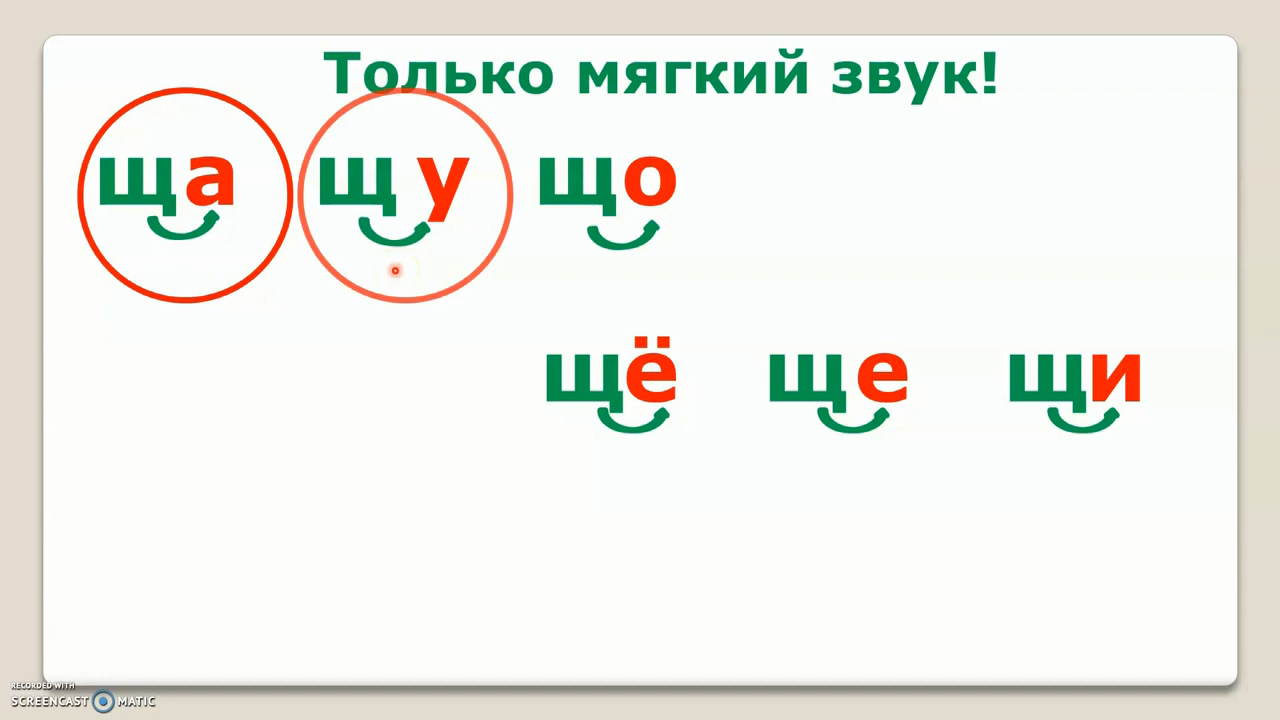 Только мягкий звук!
ща щу що
щё ще щи
RECORDED WITH
SCREENCAST MATIC